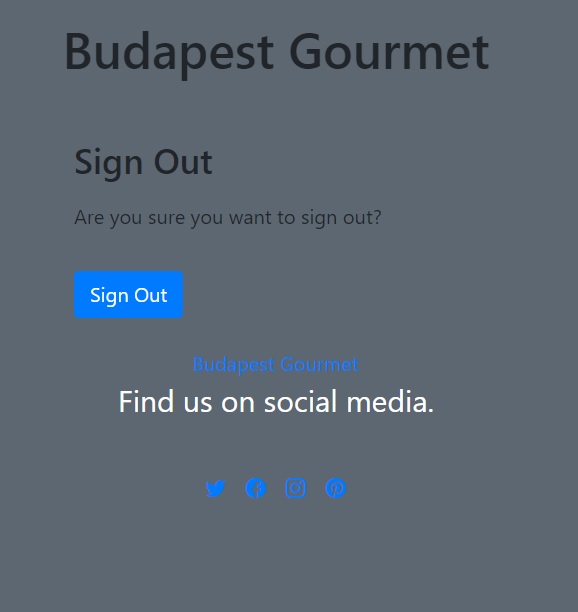 Budapest Gourmet
Sign Out
Are you sure you want to sign out?
Sign Out
Budapest Gourmet
Find us on social media.